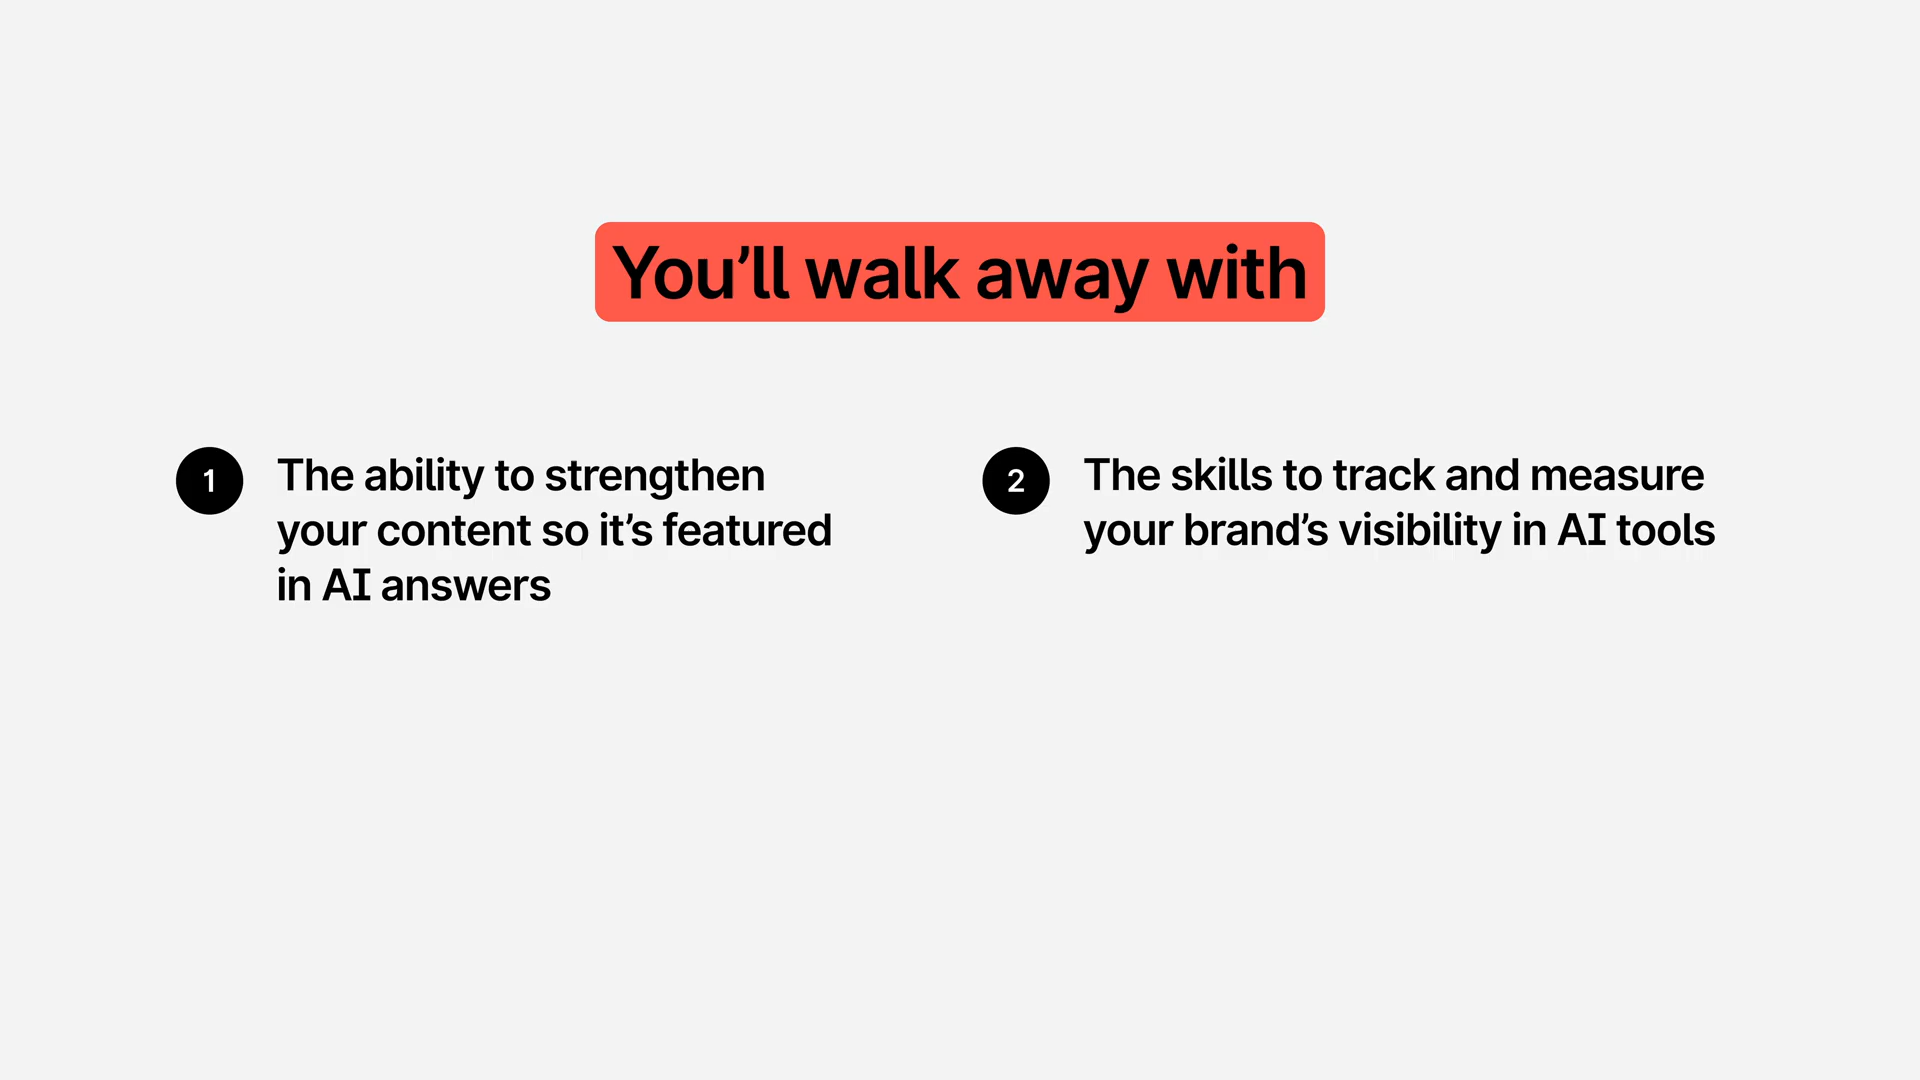 You’ll walk away with
1
The ability to strengthen
your content so it’s featured
in AI answers
2
The skills to track and measure
your brand’s visibility in AI tools